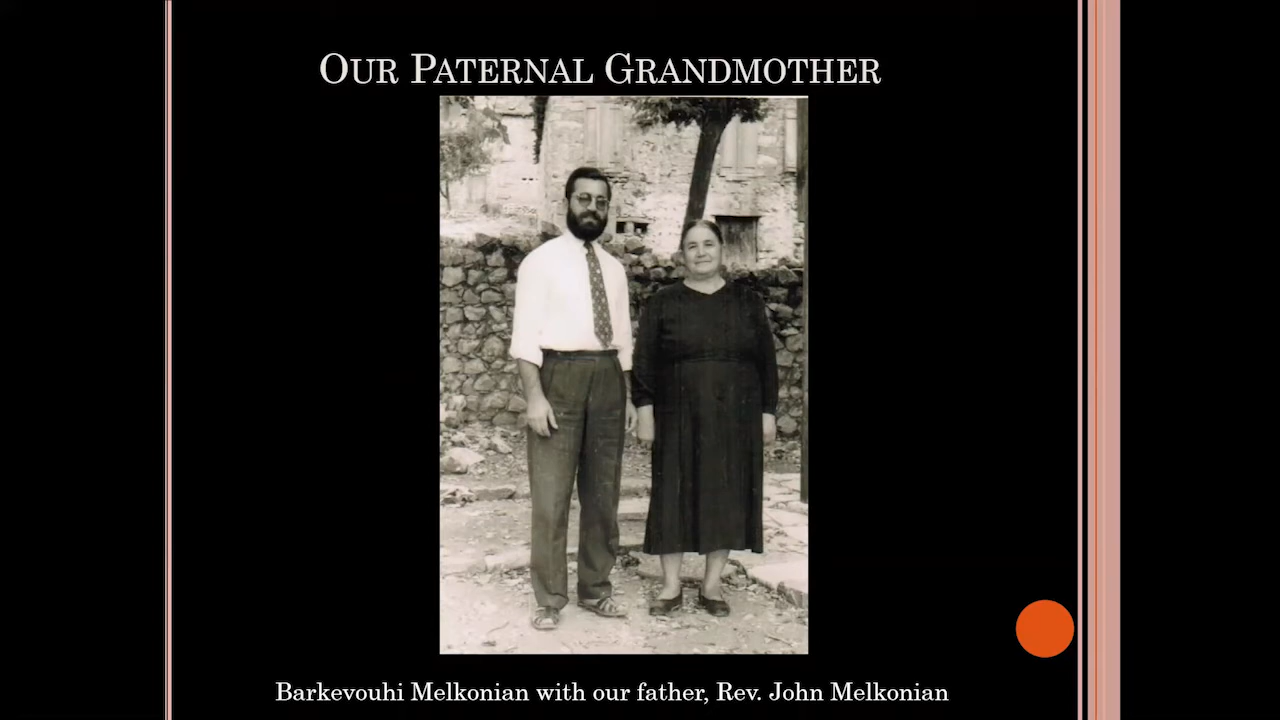 Our Paternal Grandmother
Barkevouhi Melkonian with our father, Rev. John Melkonian